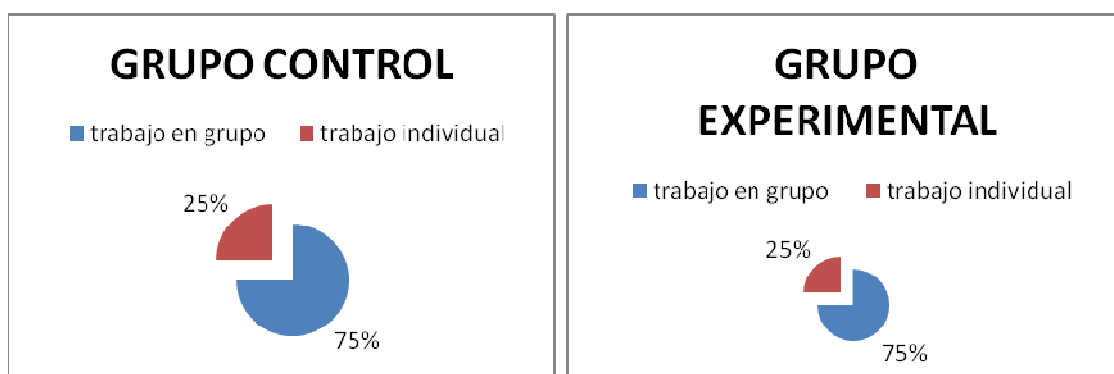 GRUPO CONTROL
trabajo en grupo
trabajo individual
25%
75%
GRUPO
EXPERIMENTAL
trabajo en grupo
trabajo individual
25%
75%